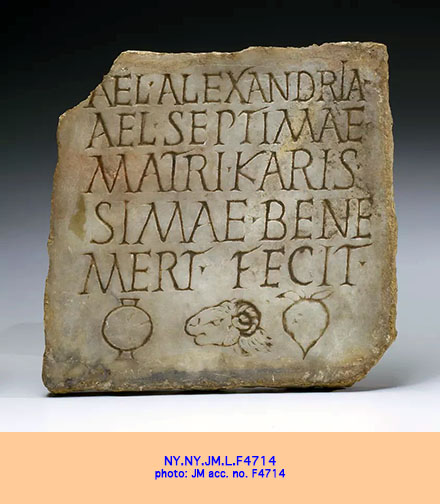 AEL·ALEXANDRIA
AEL·SEPTIMAE
MATRI·KARIS
SIMAE·BENE
MERT· FECIT·
NY.NY.JM.L.F4714
photo: JM acc. no. F4714